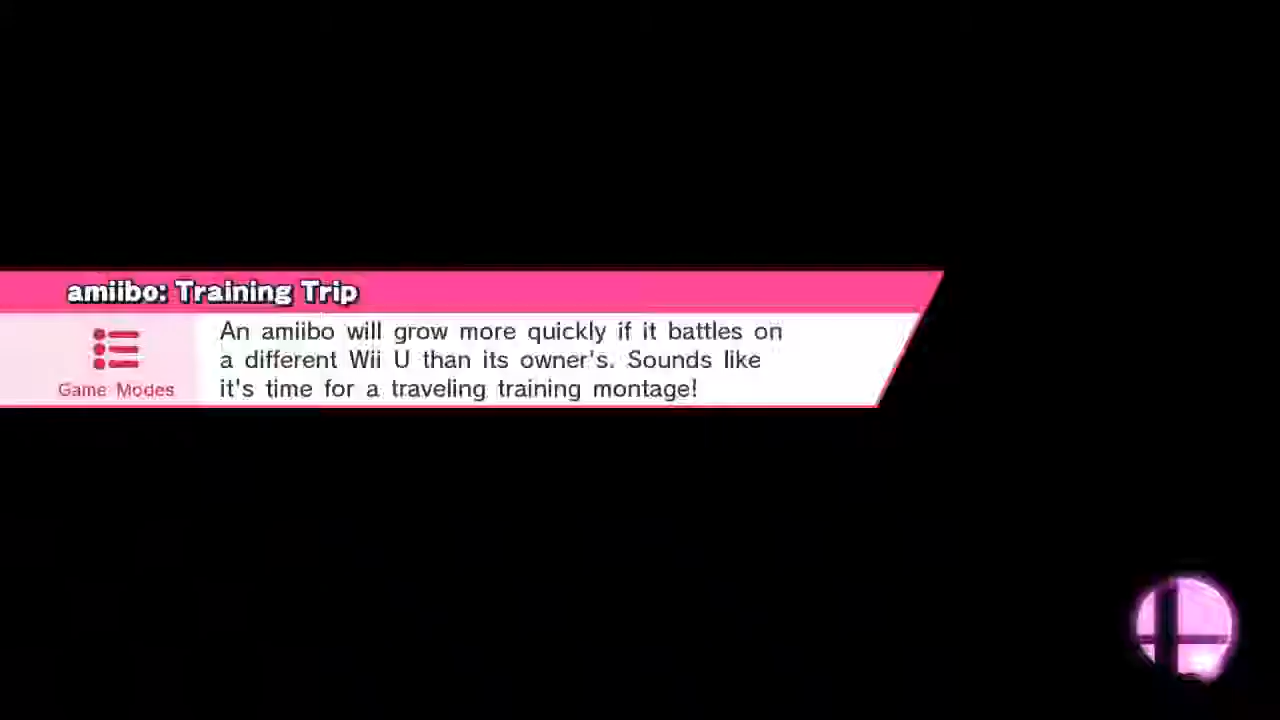 amiibo: Training Trip
An amiibo will grow more quickly if it battles on
a different Wii U than its owner's. Sounds like
it's time for a traveling training montage!
Game Modes